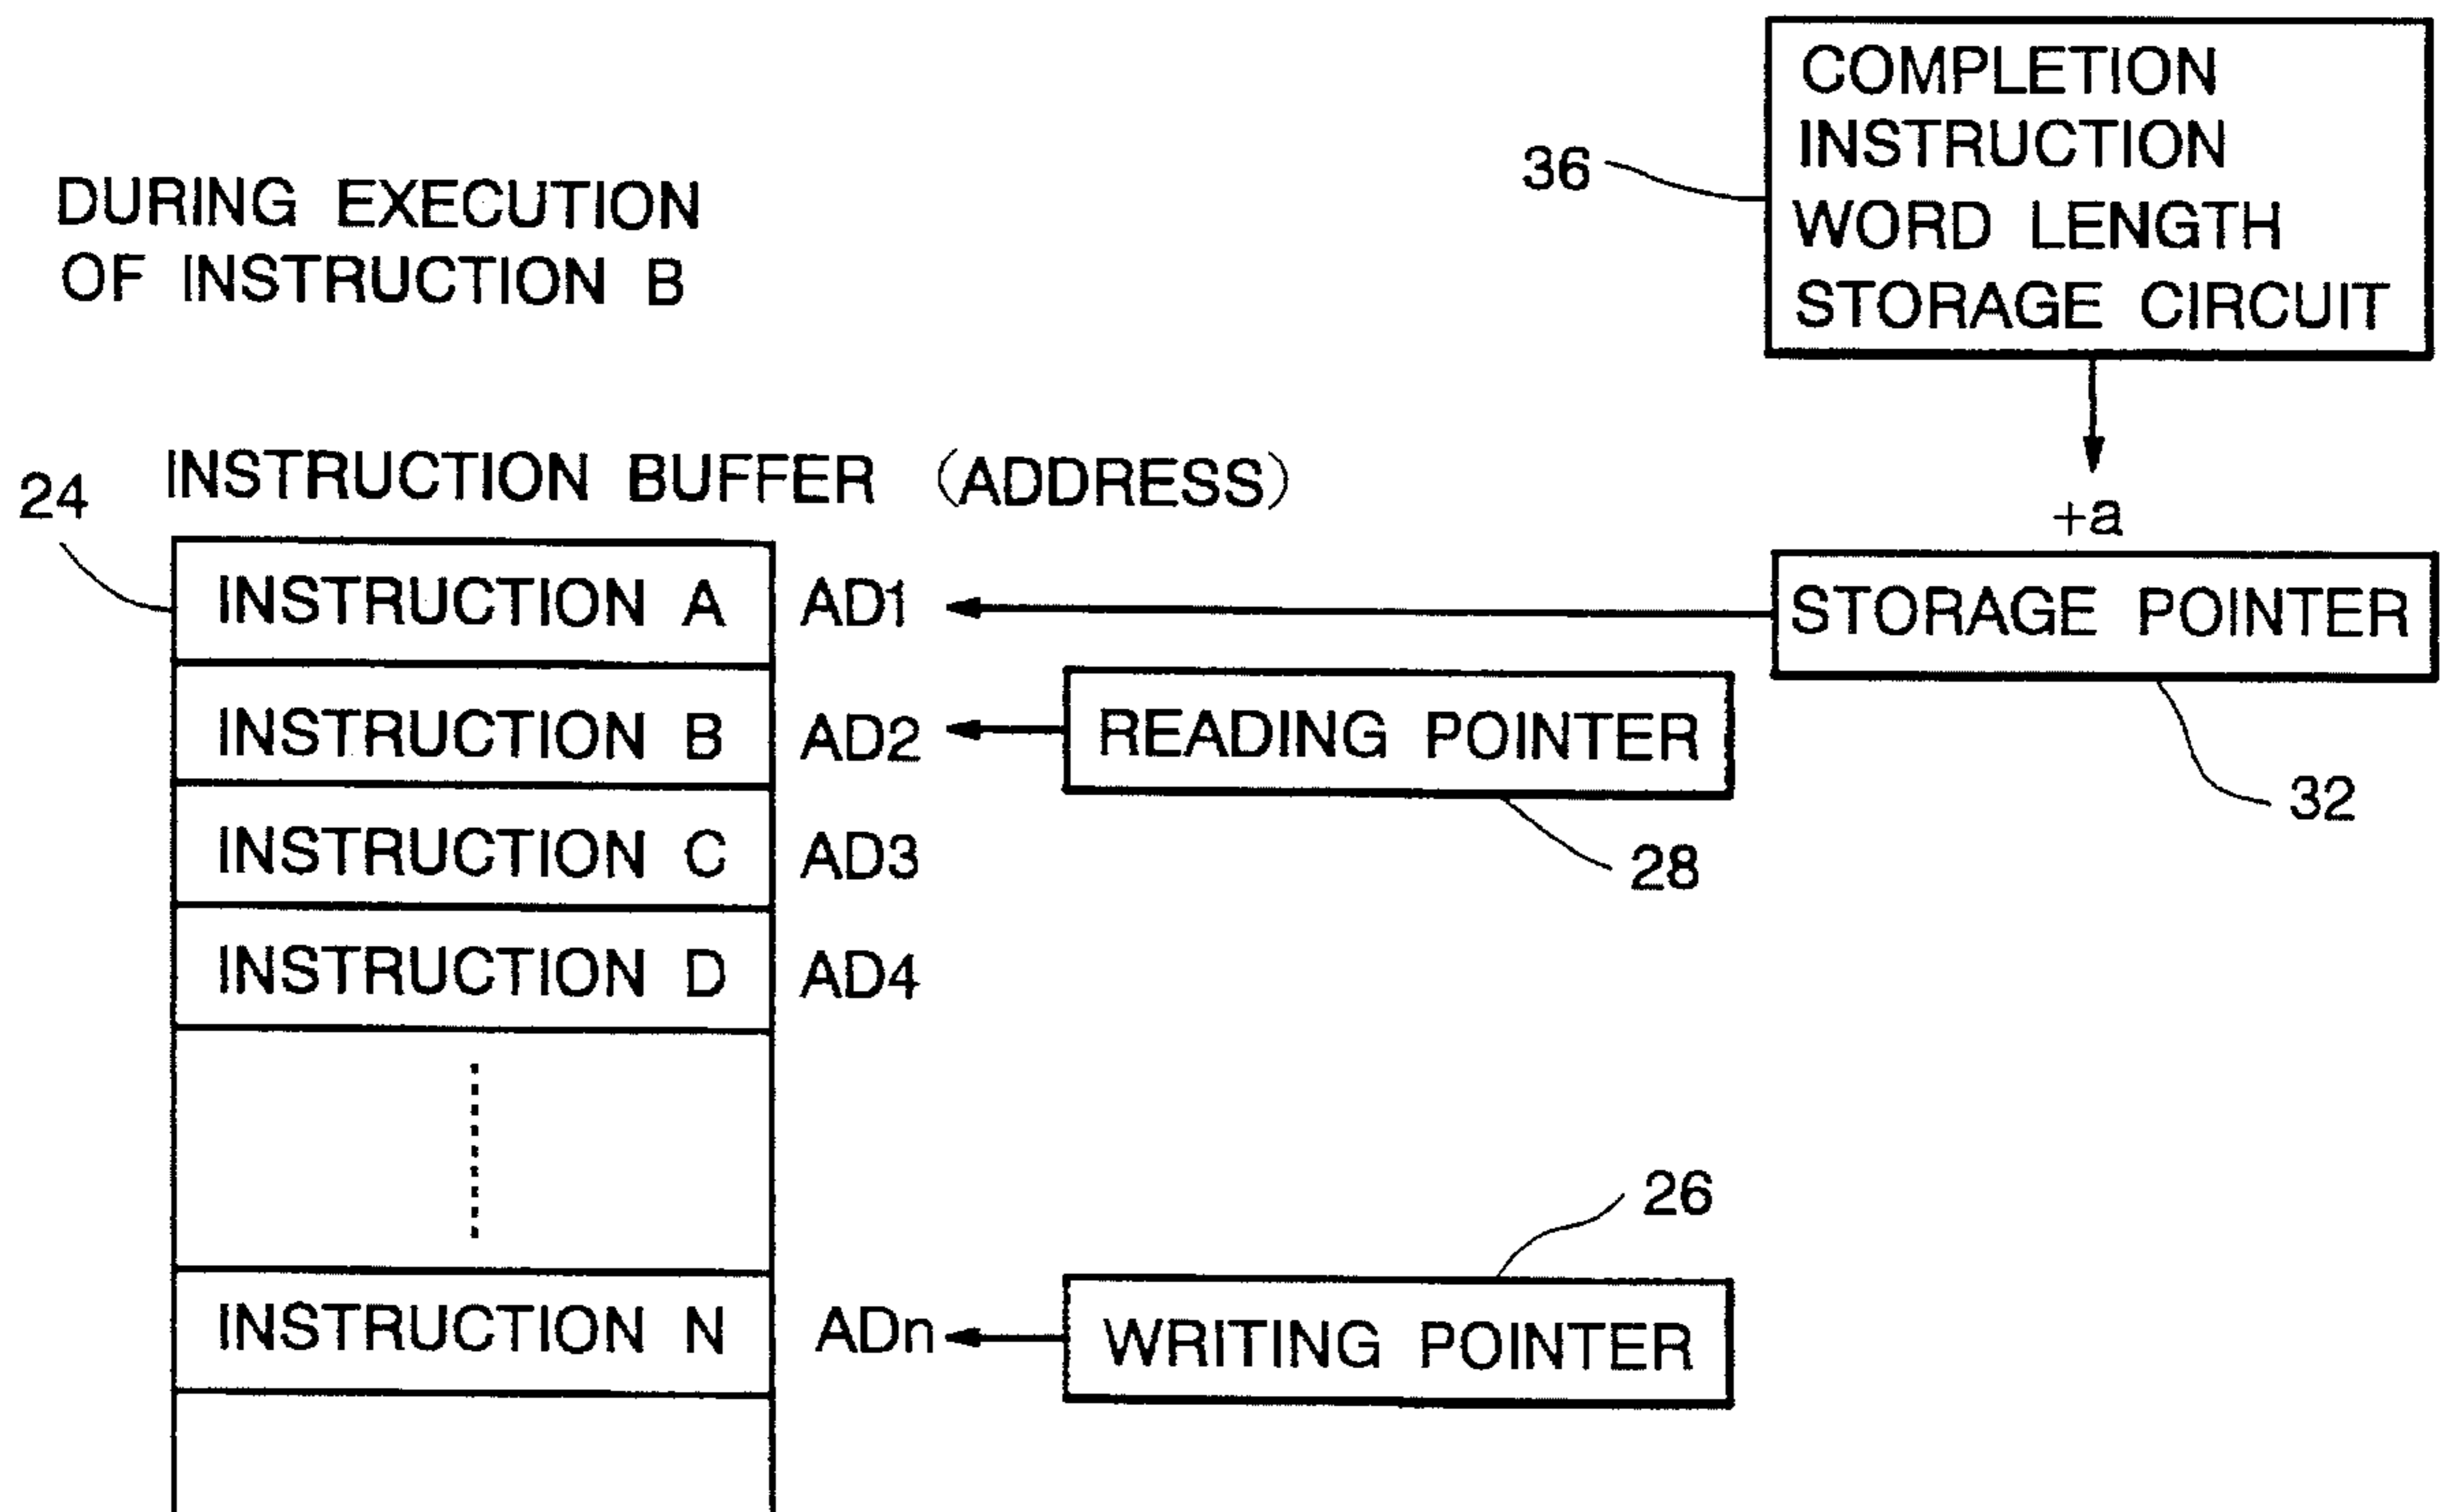 COMPLETION
INSTRUCTION
WORD LENGTH
STORAGE CIRCUIT
36
DURING EXECUTION
OF INSTRUCTION B
24
INSTRUCTION BUFFER (ADDRESS)
+a
INSTRUCTION A AD1
STORAGE POINTER
INSTRUCTION B AD2
READING POINTER
32
INSTRUCTION C AD3
28
INSTRUCTION D AD4
26
INSTRUCTION N ADn
WRITING POINTER